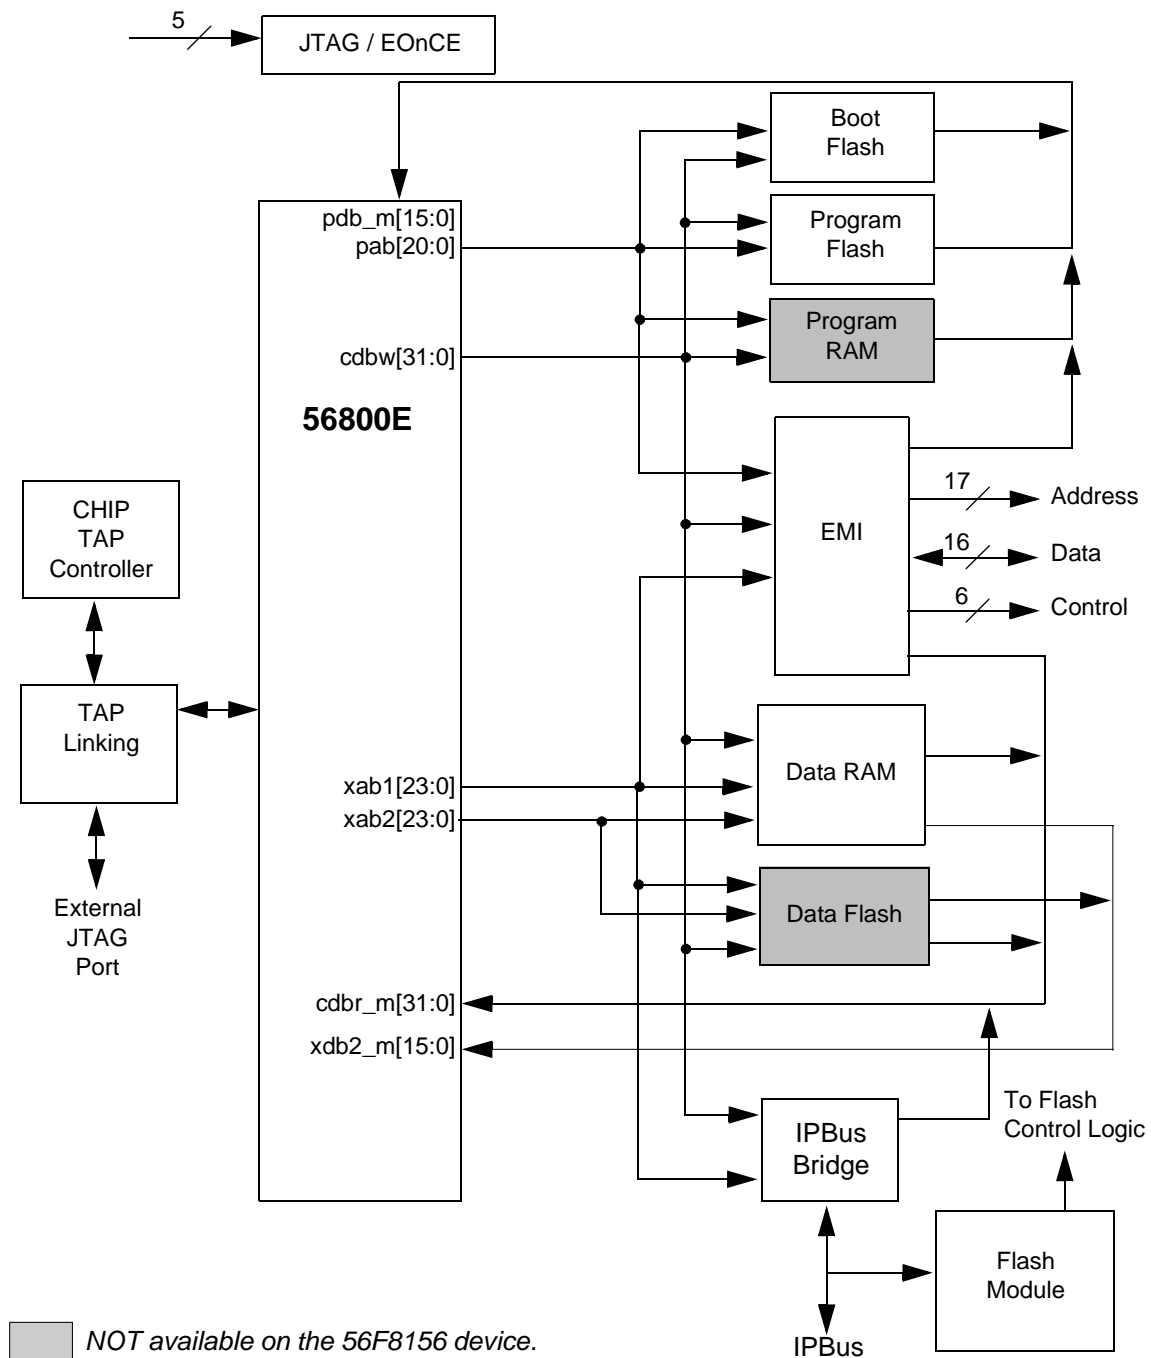 5
JTAG / EOnCE
Boot
Flash
pdb_m[15:0]
pab[20:0]
Program
Flash
Program
RAM
cdbw[31:0]
56800E
CHIP
TAP
Controller
EMI
17
Address
16
Data
6
Control
TAP
Linking
Data RAM
xab1[23:0]
xab2[23:0]
External
JTAG
Port
Data Flash
cdbr_m[31:0]
xdb2_m[15:0]
IPBus
Bridge
To Flash
Control Logic
Flash
Module
NOT available on the 56F8156 device.
IPBus